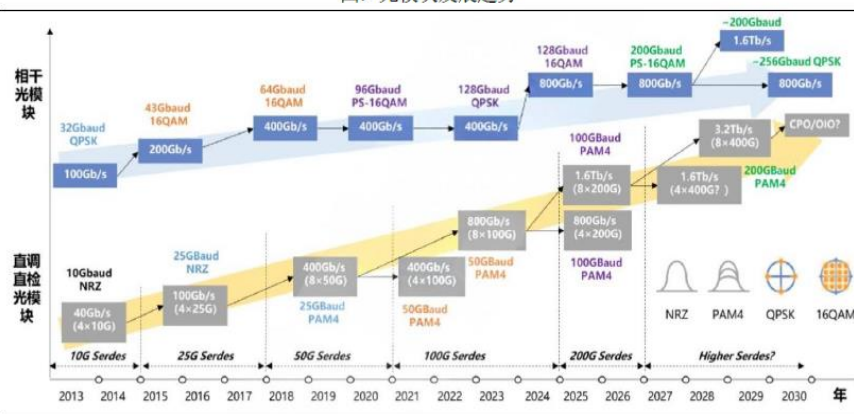 相干
光模
块
32Gbaud
QPSK
100Gb/s
43Gbaud
16QAM
200Gb/s
64Gbaud
16QAM
400Gb/s
96Gbaud
PS-16QAM
400Gb/s
128Gbaud
QPSK
400Gb/s
128Gbaud
16QAM
800Gb/s
200Gbaud
PS-16QAM
800Gb/s
~200Gbaud
1.6Tb/s
~256Gbaud QPSK
800Gb/s
直调
直检
光模
块
10Gbaud
NRZ
40Gb/s
(4×10G)
25GBaud
NRZ
100Gb/s
(4×25G)
400Gb/s
(8×50G)
25GBaud
PAM4
400Gb/s
(4×100G)
50GBaud
PAM4
800Gb/s
(8×100G)
50GBaud
PAM4
100GBaud
PAM4
1.6Tb/s
(8×200G)
800Gb/s
(4×200G)
100GBaud
PAM4
3.2Tb/s
(8×400G)
1.6Tb/s
(4×400G?)
200GBaud
PAM4
CPO/OIO?
NRZ
PAM4
QPSK
16QAM
10G Serdes
25G Serdes
50G Serdes
100G Serdes
200G Serdes
Higher Serdes?
2013 2014 2015 2016 2017 2018 2019 2020 2021 2022 2023 2024 2025 2026 2027 2028 2029 2030 年